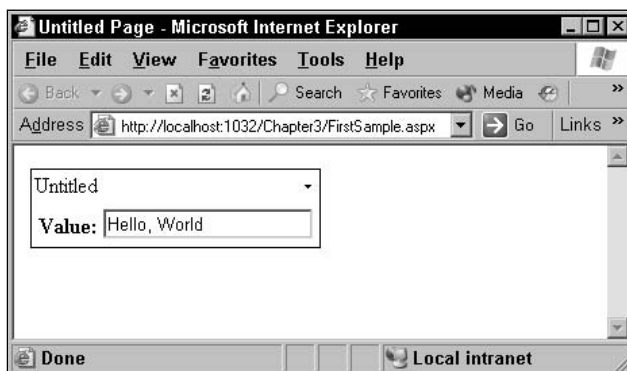 Untitled Page - Microsoft Internet Explorer
File Edit View Favorites Tools Help
Back Search Favorites Media »
Address http://localhost:1032/Chapter3/FirstSample.aspx Go Links »
Untitled
Value: Hello, World
Done Local intranet